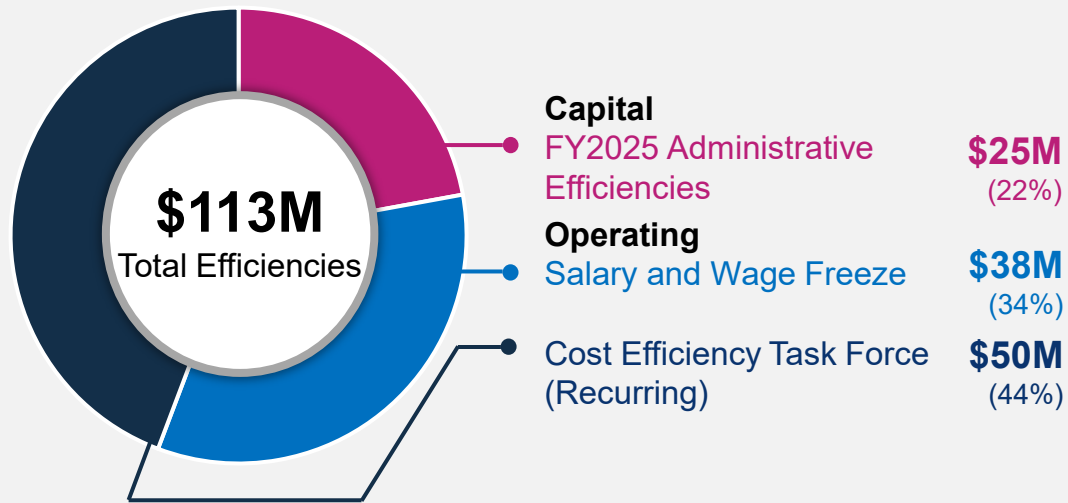 $113M
Total Efficiencies
Capital
FY2025 Administrative
Efficiencies
$25M
(22%)
Operating
Salary and Wage Freeze
$38M
(34%)
Cost Efficiency Task Force
(Recurring)
$50M
(44%)